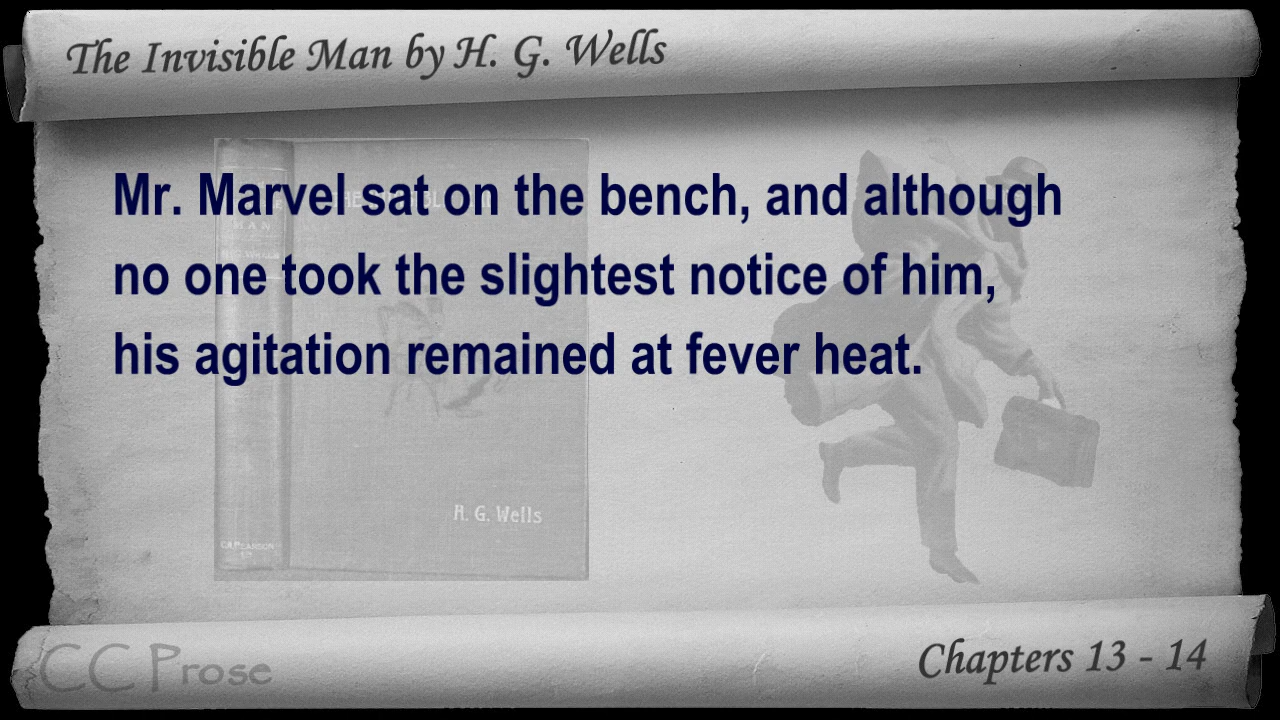 The Invisible Man by H. G. Wells
Mr. Marvel sat on the bench, and although
no one took the slightest notice of him,
his agitation remained at fever heat.
MAN
H. G. Wells
CC Prose
Chapters 13 - 14